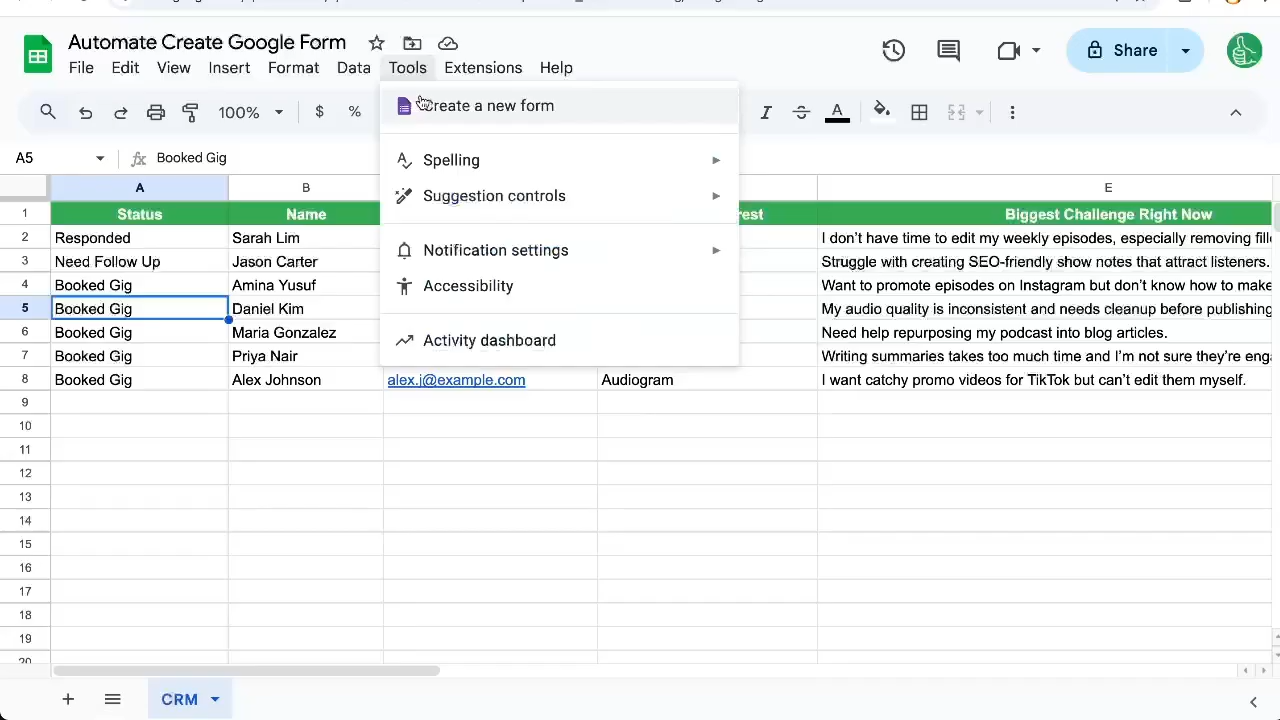 Automate Create Google Form
File Edit View Insert Format Data Tools Extensions Help
Share
100% $ %
Create a new form
Spelling
Suggestion controls
Notification settings
Accessibility
Activity dashboard
A5 fx Booked Gig
A B E
1 Status Name Biggest Challenge Right Now
2 Responded Sarah Lim I don't have time to edit my weekly episodes, especially removing
3 Need Follow Up Jason Carter Struggle with creating SEO-friendly show notes that attract listeners.
4 Booked Gig Amina Yusuf Want to promote episodes on Instagram but don't know how to make
5 Booked Gig Daniel Kim My audio quality is inconsistent and needs cleanup before publishing
6 Booked Gig Maria Gonzalez Need help repurposing my podcast into blog articles.
7 Booked Gig Priya Nair Writing summaries takes too much time and I'm not sure they're
8 Booked Gig Alex Johnson alex.j@example.com Audiogram I want catchy promo videos for TikTok but can't edit them myself.
9
10
11
12
13
14
15
16
17
18
19
20
CRM